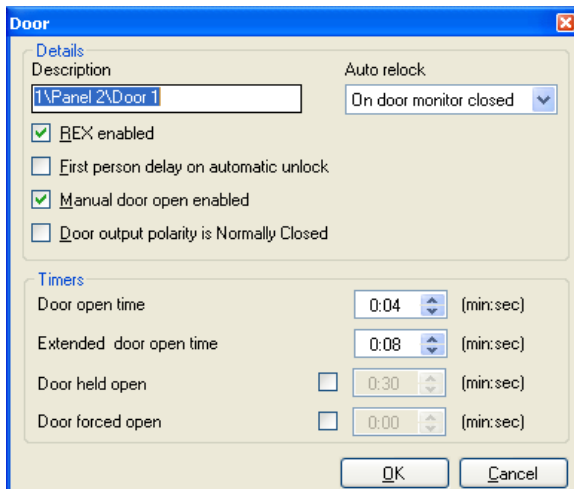 Door
Details
Description
Auto relock
1\Panel 2\Door 1
On door monitor closed
REX enabled
First person delay on automatic unlock
Manual door open enabled
Door output polarity is Normally Closed
Timers
Door open time 0:04 (min:sec)
Extended door open time 0:08 (min:sec)
Door held open 0:30 (min:sec)
Door forced open 0:00 (min:sec)
OK Cancel